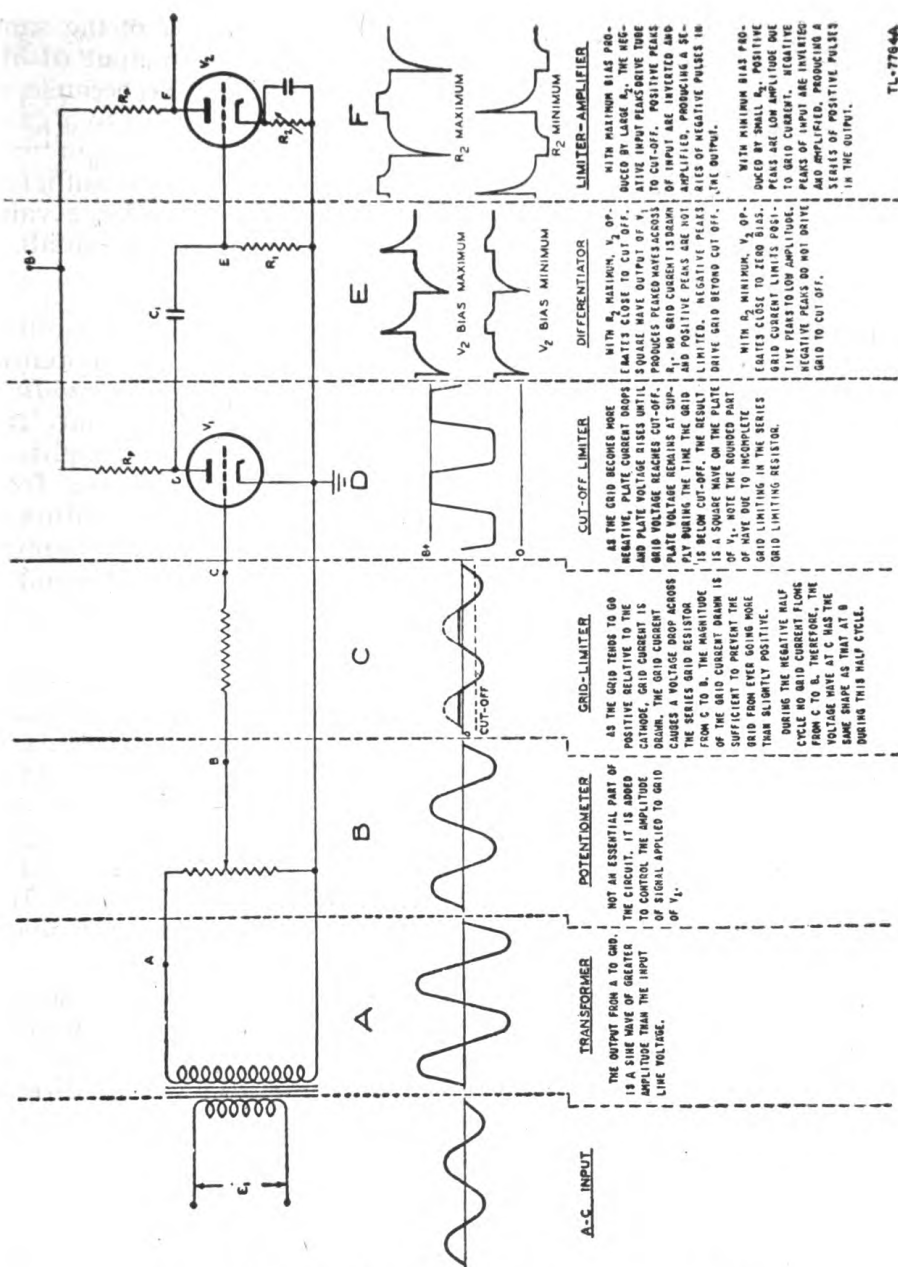 E₁
A
B
C
D
V₁
Rₚ
B+
C₁
E
R₁
Rₚ
V₂
R₂
A
B
C
D
E
F
CUT-OFF
0
B+
0
V₂ BIAS MAXIMUM
V₂ BIAS MINIMUM
R₂ MAXIMUM
R₂ MINIMUM
A-C INPUT
TRANSFORMER
THE OUTPUT FROM A TO GND.
IS A SINE WAVE OF GREATER
AMPLITUDE THAN THE INPUT
LINE VOLTAGE.
POTENTIOMETER
NOT AN ESSENTIAL PART OF
THE CIRCUIT. IT IS ADDED
TO CONTROL THE AMPLITUDE
OF SIGNAL APPLIED TO GRID
OF V₁.
GRID-LIMITER
AS THE GRID TENDS TO GO
POSITIVE RELATIVE TO THE
CATHODE, GRID CURRENT IS
DRAWN. THE GRID CURRENT
CAUSES A VOLTAGE DROP ACROSS
THE SERIES GRID RESISTOR
FROM C TO B. THE MAGNITUDE
OF THE GRID CURRENT DRAWN IS
SUFFICIENT TO PREVENT THE
GRID FROM EVER GOING MORE
THAN SLIGHTLY POSITIVE.
DURING THE NEGATIVE HALF
CYCLE NO GRID CURRENT FLOWS
FROM C TO B. THEREFORE, THE
VOLTAGE WAVE AT C HAS THE
SAME SHAPE AS THAT AT B
DURING THIS HALF CYCLE.
CUT-OFF LIMITER
AS THE GRID BECOMES MORE
NEGATIVE, PLATE CURRENT DROPS
AND PLATE VOLTAGE RISES UNTIL
GRID VOLTAGE REACHES CUT-OFF.
PLATE VOLTAGE REMAINS AT SUP-
PLY DURING THE TIME THE GRID
IS BELOW CUT-OFF. THE RESULT
IS A SQUARE WAVE ON THE PLATE
OF V₁. NOTE THE ROUNDED PART
OF WAVE DUE TO INCOMPLETE
GRID LIMITING IN THE SERIES
GRID LIMITING RESISTOR.
DIFFERENTIATOR
WITH R₂ MAXIMUM, V₂ OP-
ERATES CLOSE TO CUT OFF.
SQUARE WAVE OUTPUT OF V₁
PRODUCES PEAKED WAVES ACROSS
R₁. NO GRID CURRENT IS DRAWN
AND POSITIVE PEAKS ARE NOT
LIMITED. NEGATIVE PEAKS
DRIVE GRID BEYOND CUT OFF.
WITH R₂ MINIMUM, V₂ OP-
ERATES CLOSE TO ZERO BIAS.
GRID CURRENT LIMITS POSI-
TIVE PEAKS TO LOW AMPLITUDE.
NEGATIVE PEAKS DO NOT DRIVE
GRID TO CUT OFF.
LIMITER-AMPLIFIER
WITH MAXIMUM BIAS PRO-
DUCED BY LARGE R₂, THE NEG-
ATIVE INPUT PEAKS DRIVE TUBE
TO CUT-OFF. POSITIVE PEAKS
OF INPUT ARE INVERTED AND
AMPLIFIED, PRODUCING A SE-
RIES OF NEGATIVE PULSES IN
THE OUTPUT.
WITH MINIMUM BIAS PRO-
DUCED BY SMALL R₂, POSITIVE
PEAKS ARE LOW AMPLITUDE DUE
TO GRID CURRENT. NEGATIVE
PEAKS OF INPUT ARE INVERTED
AND AMPLIFIED, PRODUCING A
SERIES OF POSITIVE PULSES
IN THE OUTPUT.
TL-7764A